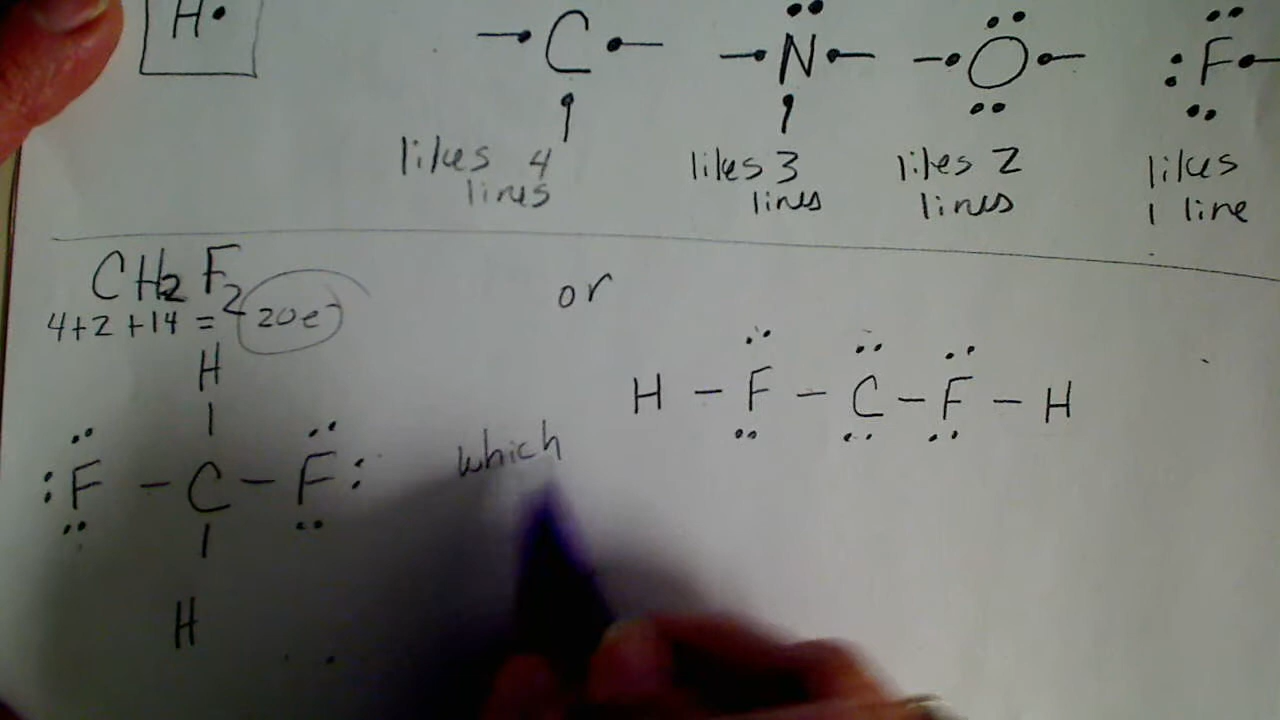 H•
C N O F
likes 4 lines
likes 3 lines
likes 2 lines
likes 1 line
CH2F2
4+2+14 = 20e-
or
H
F - C - F
H
which
H - F - C - F - H